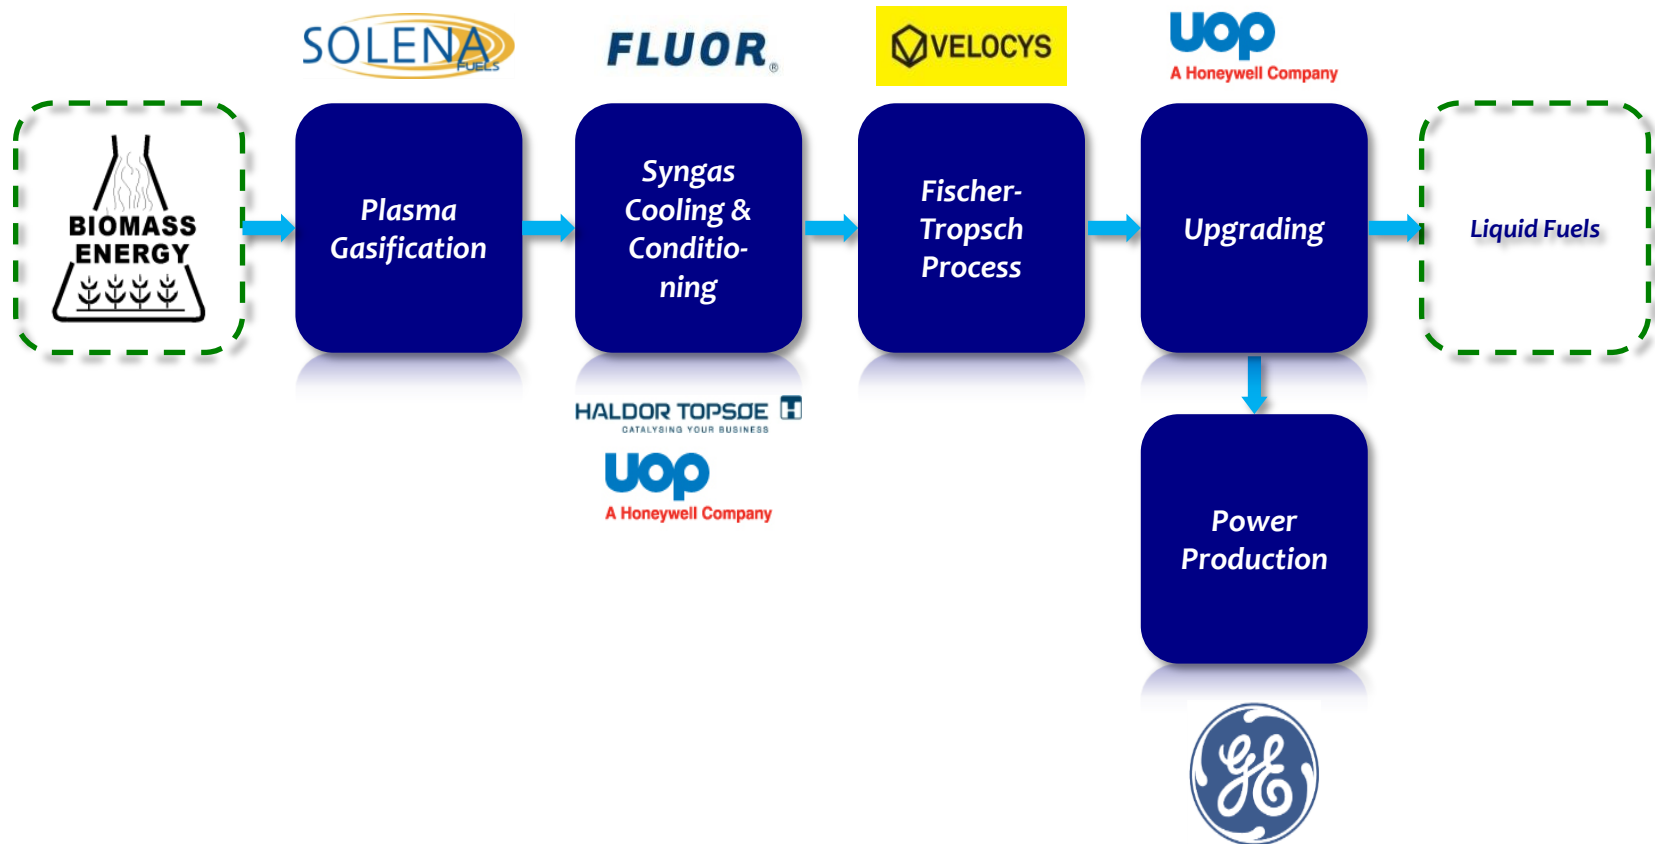 SOLENA
FUELS
FLUOR®
VELOCYS
uop
A Honeywell Company
BIOMASS
ENERGY
Plasma
Gasification
Syngas
Cooling &
Conditio-
ning
Fischer-
Tropsch
Process
Upgrading
Liquid Fuels
HALDOR TOPSØE H
CATALYSING YOUR BUSINESS
uop
A Honeywell Company
Power
Production
GE